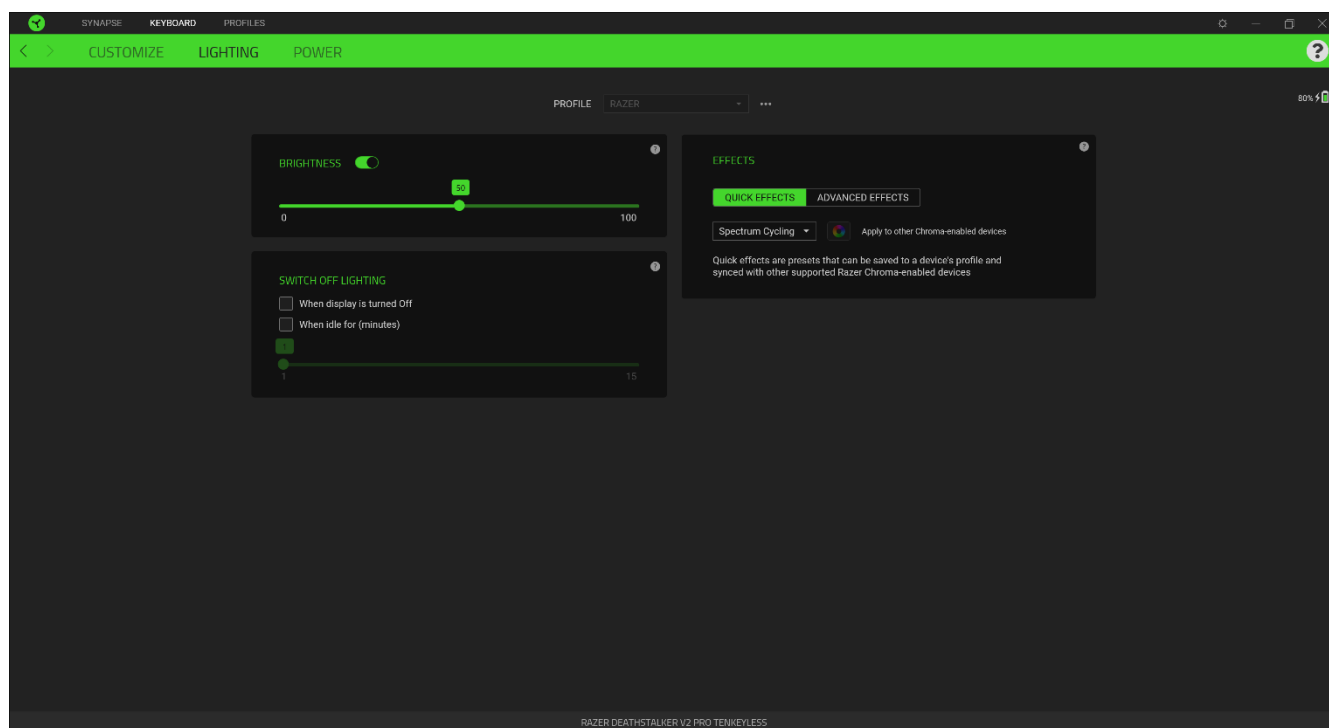 SYNAPSE KEYBOARD PROFILES
CUSTOMIZE LIGHTING POWER
?
PROFILE RAZER
80%
BRIGHTNESS
?
50
0 100
SWITCH OFF LIGHTING
?
When display is turned Off
When idle for (minutes)
1
1 15
EFFECTS
?
QUICK EFFECTS ADVANCED EFFECTS
Spectrum Cycling Apply to other Chroma-enabled devices
Quick effects are presets that can be saved to a device's profile and
synced with other supported Razer Chroma-enabled devices
RAZER DEATHSTALKER V2 PRO TENKEYLESS